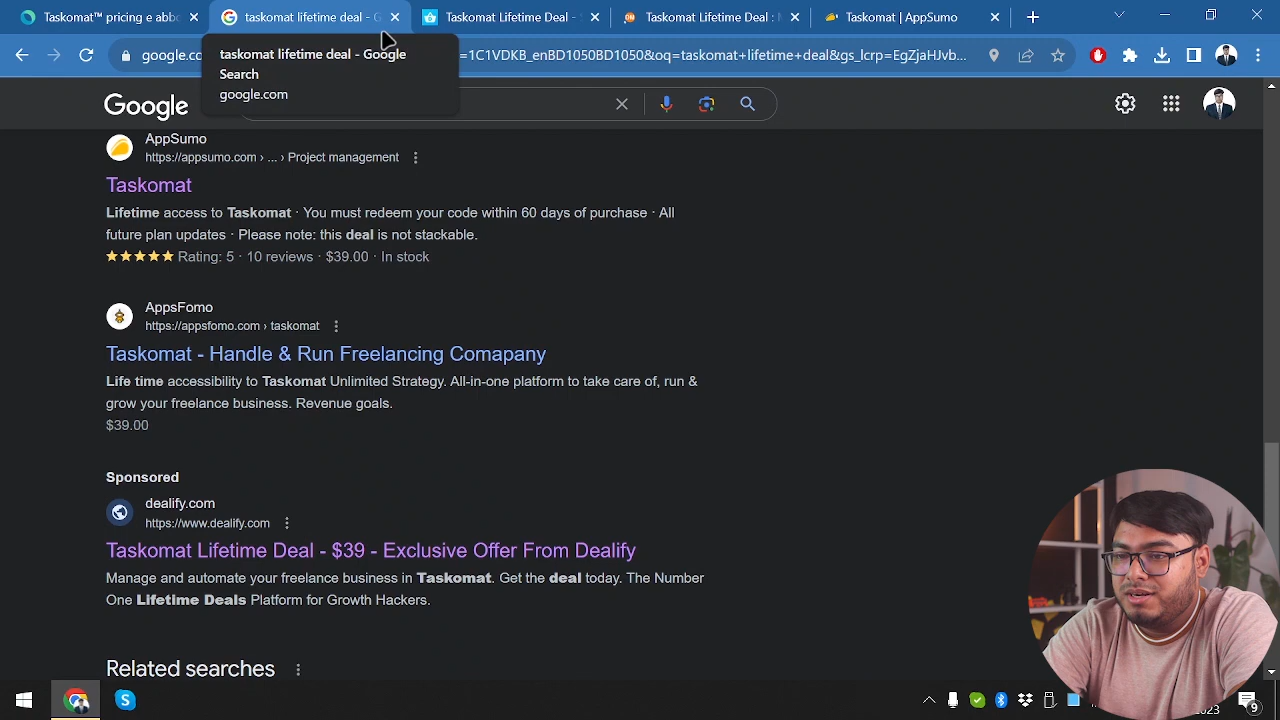 Taskomat™ pricing e abbo
taskomat lifetime deal - G
Taskomat Lifetime Deal -
Taskomat Lifetime Deal : M
Taskomat | AppSumo
google.co
=1C1VDKB_enBD1050BD1050&oq=taskomat+lifetime+deal&gs_lcrp=EgZjaHJvb...
taskomat lifetime deal - Google
Search
google.com
Google
AppSumo
https://appsumo.com › ... › Project management
Taskomat
Lifetime access to Taskomat · You must redeem your code within 60 days of purchase · All
future plan updates · Please note: this deal is not stackable.
Rating: 5 · 10 reviews · $39.00 · In stock
AppsFomo
https://appsfomo.com › taskomat
Taskomat - Handle & Run Freelancing Comapany
Life time accessibility to Taskomat Unlimited Strategy. All-in-one platform to take care of, run &
grow your freelance business. Revenue goals.
$39.00
Sponsored
dealify.com
https://www.dealify.com
Taskomat Lifetime Deal - $39 - Exclusive Offer From Dealify
Manage and automate your freelance business in Taskomat. Get the deal today. The Number
One Lifetime Deals Platform for Growth Hackers.
Related searches
2023
9